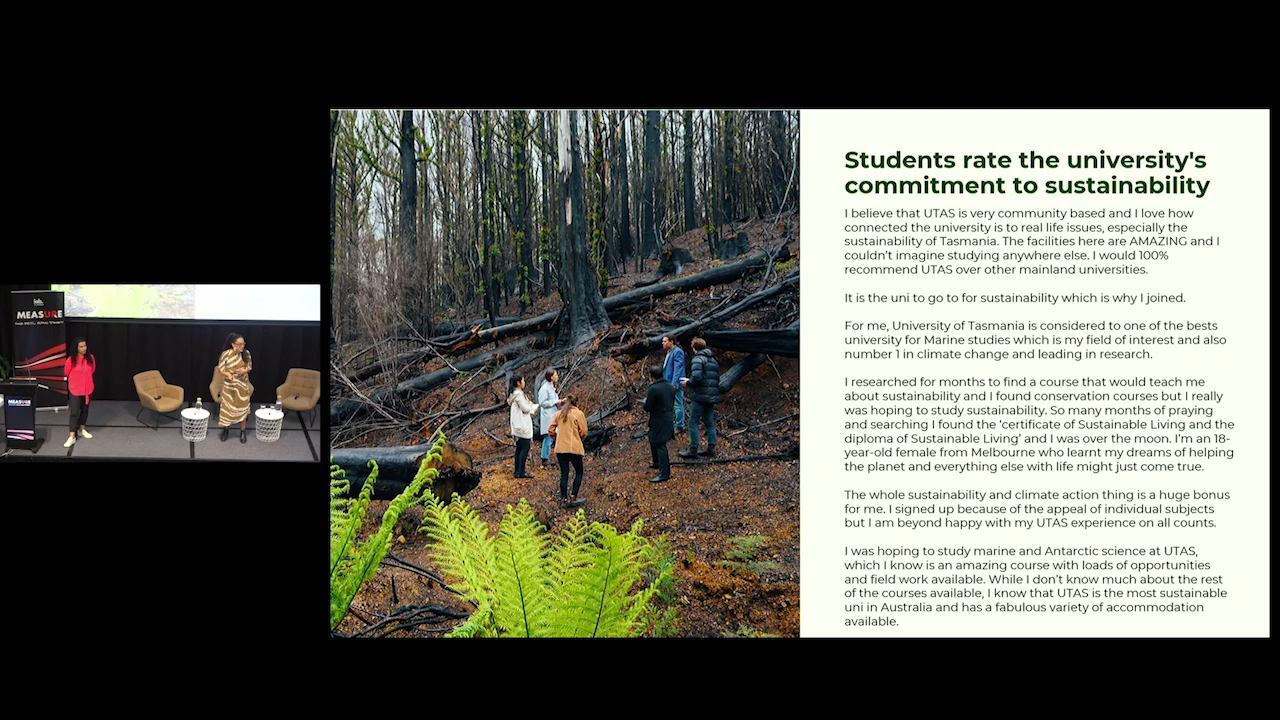 iab.
MEASURE
MEASURE
Students rate the university's
commitment to sustainability
I believe that UTAS is very community based and I love how
connected the university is to real life issues, especially the
sustainability of Tasmania. The facilities here are AMAZING and I
couldn't imagine studying anywhere else. I would 100%
recommend UTAS over other mainland universities.
It is the uni to go to for sustainability which is why I joined.
For me, University of Tasmania is considered to one of the bests
university for Marine studies which is my field of interest and also
number 1 in climate change and leading in research.
I researched for months to find a course that would teach me
about sustainability and I found conservation courses but I really
was hoping to study sustainability. So many months of praying
and searching I found the 'certificate of Sustainable Living and the
diploma of Sustainable Living' and I was over the moon. I'm an 18-
year-old female from Melbourne who learnt my dreams of helping
the planet and everything else with life might just come true.
The whole sustainability and climate action thing is a huge bonus
for me. I signed up because of the appeal of individual subjects
but I am beyond happy with my UTAS experience on all counts.
I was hoping to study marine and Antarctic science at UTAS,
which I know is an amazing course with loads of opportunities
and field work available. While I don't know much about the rest
of the courses available, I know that UTAS is the most sustainable
uni in Australia and has a fabulous variety of accommodation
available.